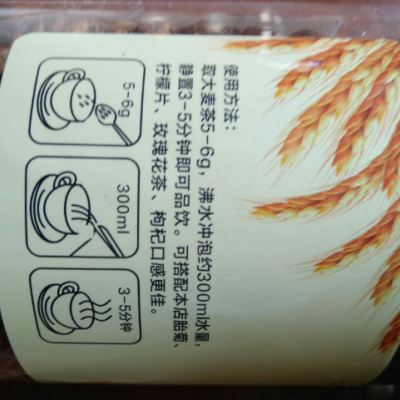 使用方法：
取大麦茶5-6g，沸水冲泡约300ml冰量，
静置3-5分钟即可品饮。可搭配本店胎菊、
柠檬片、玫瑰花茶、枸杞口感更佳。
5-6g
300ml
3-5分钟